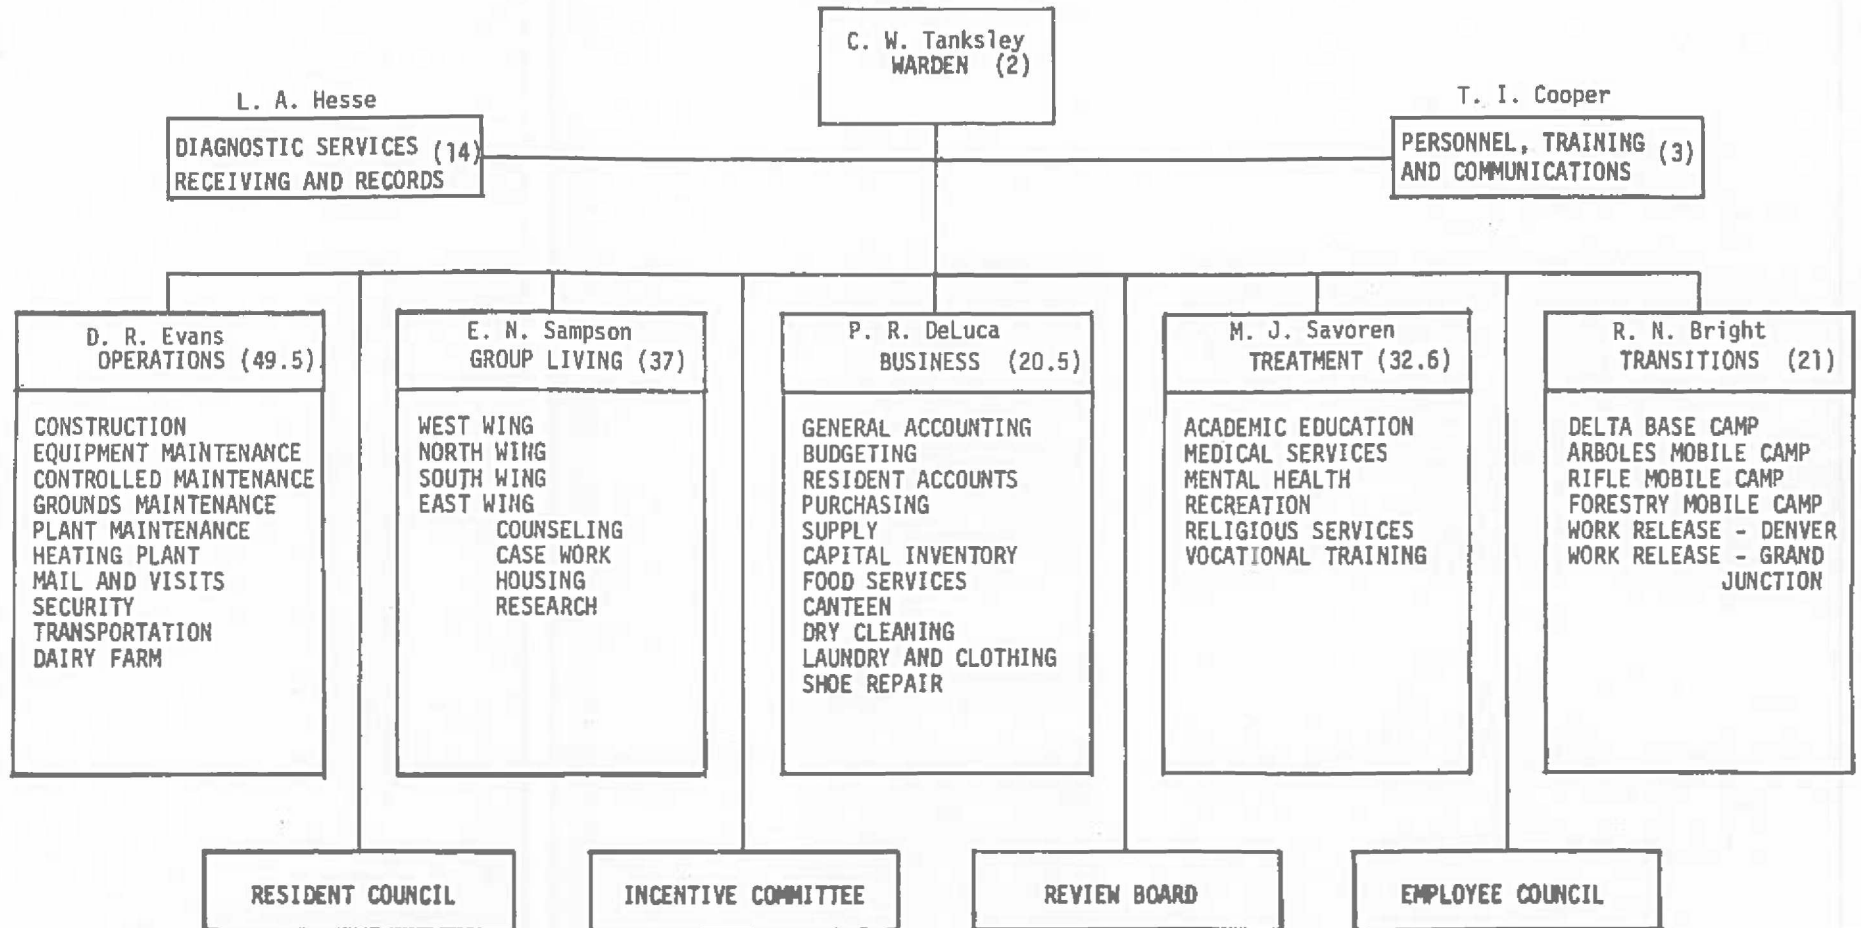 C. W. Tanksley
WARDEN (2)
L. A. Hesse
DIAGNOSTIC SERVICES (14)
RECEIVING AND RECORDS
T. I. Cooper
PERSONNEL, TRAINING (3)
AND COMMUNICATIONS
D. R. Evans
OPERATIONS (49.5)
CONSTRUCTION
EQUIPMENT MAINTENANCE
CONTROLLED MAINTENANCE
GROUNDS MAINTENANCE
PLANT MAINTENANCE
HEATING PLANT
MAIL AND VISITS
SECURITY
TRANSPORTATION
DAIRY FARM
E. N. Sampson
GROUP LIVING (37)
WEST WING
NORTH WING
SOUTH WING
EAST WING
COUNSELING
CASE WORK
HOUSING
RESEARCH
P. R. DeLuca
BUSINESS (20.5)
GENERAL ACCOUNTING
BUDGETING
RESIDENT ACCOUNTS
PURCHASING
SUPPLY
CAPITAL INVENTORY
FOOD SERVICES
CANTEEN
DRY CLEANING
LAUNDRY AND CLOTHING
SHOE REPAIR
M. J. Savoren
TREATMENT (32.6)
ACADEMIC EDUCATION
MEDICAL SERVICES
MENTAL HEALTH
RECREATION
RELIGIOUS SERVICES
VOCATIONAL TRAINING
R. N. Bright
TRANSITIONS (21)
DELTA BASE CAMP
ARBOLES MOBILE CAMP
RIFLE MOBILE CAMP
FORESTRY MOBILE CAMP
WORK RELEASE - DENVER
WORK RELEASE - GRAND
JUNCTION
RESIDENT COUNCIL
INCENTIVE COMMITTEE
REVIEW BOARD
EMPLOYEE COUNCIL